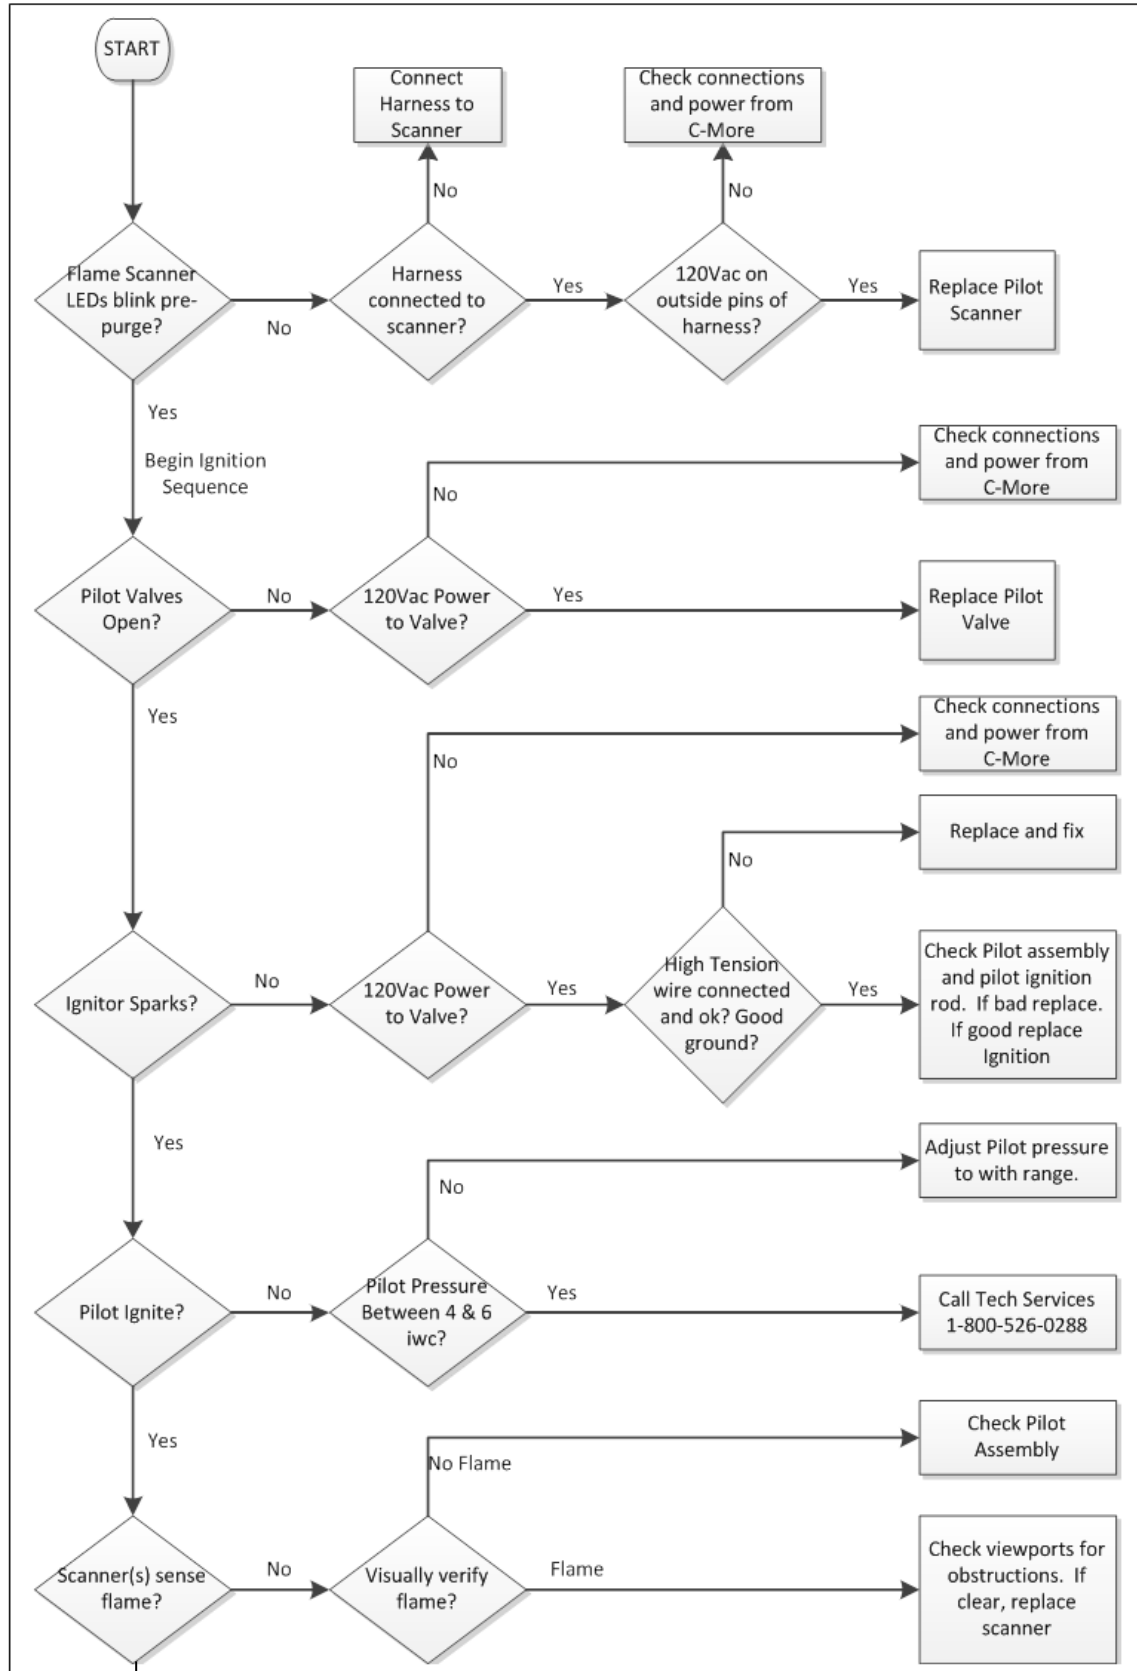 START
Connect
Harness to
Scanner
Check connections
and power from
C-More
No
No
Flame Scanner
LEDs blink pre-
purge?
No
Harness
connected to
scanner?
Yes
120Vac on
outside pins of
harness?
Yes
Replace Pilot
Scanner
Yes
Begin Ignition
Sequence
Check connections
and power from
C-More
No
Pilot Valves
Open?
No
120Vac Power
to Valve?
Yes
Replace Pilot
Valve
Yes
Check connections
and power from
C-More
No
Replace and fix
No
Ignitor Sparks?
No
120Vac Power
to Valve?
Yes
High Tension
wire connected
and ok? Good
ground?
Yes
Check Pilot assembly
and pilot ignition
rod.  If bad replace.
If good replace
Ignition
Yes
Adjust Pilot pressure
to with range.
No
Pilot Ignite?
No
Pilot Pressure
Between 4 & 6
iwc?
Yes
Call Tech Services
1-800-526-0288
Yes
Check Pilot
Assembly
No Flame
Scanner(s) sense
flame?
No
Visually verify
flame?
Flame
Check viewports for
obstructions.  If
clear, replace
scanner